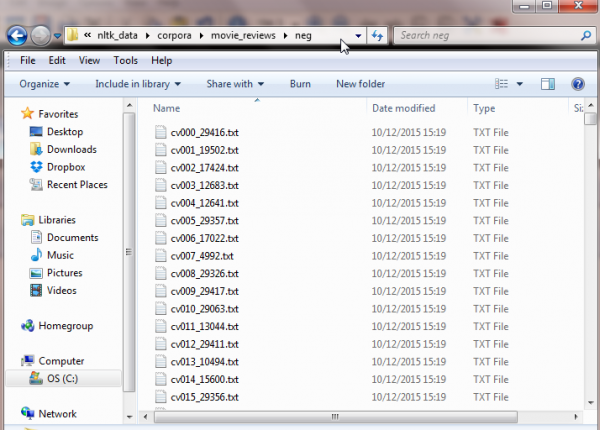 « nltk_data corpora movie_reviews neg Search neg
File Edit View Tools Help
Organize Include in library Share with Burn New folder
Favorites
Desktop
Downloads
Dropbox
Recent Places
Libraries
Documents
Music
Pictures
Videos
Homegroup
Computer
OS (C:)
Network
Name Date modified Type Si
cv000_29416.txt 10/12/2015 15:19 TXT File
cv001_19502.txt 10/12/2015 15:19 TXT File
cv002_17424.txt 10/12/2015 15:19 TXT File
cv003_12683.txt 10/12/2015 15:19 TXT File
cv004_12641.txt 10/12/2015 15:19 TXT File
cv005_29357.txt 10/12/2015 15:19 TXT File
cv006_17022.txt 10/12/2015 15:19 TXT File
cv007_4992.txt 10/12/2015 15:19 TXT File
cv008_29326.txt 10/12/2015 15:19 TXT File
cv009_29417.txt 10/12/2015 15:19 TXT File
cv010_29063.txt 10/12/2015 15:19 TXT File
cv011_13044.txt 10/12/2015 15:19 TXT File
cv012_29411.txt 10/12/2015 15:19 TXT File
cv013_10494.txt 10/12/2015 15:19 TXT File
cv014_15600.txt 10/12/2015 15:19 TXT File
cv015_29356.txt 10/12/2015 15:19 TXT File